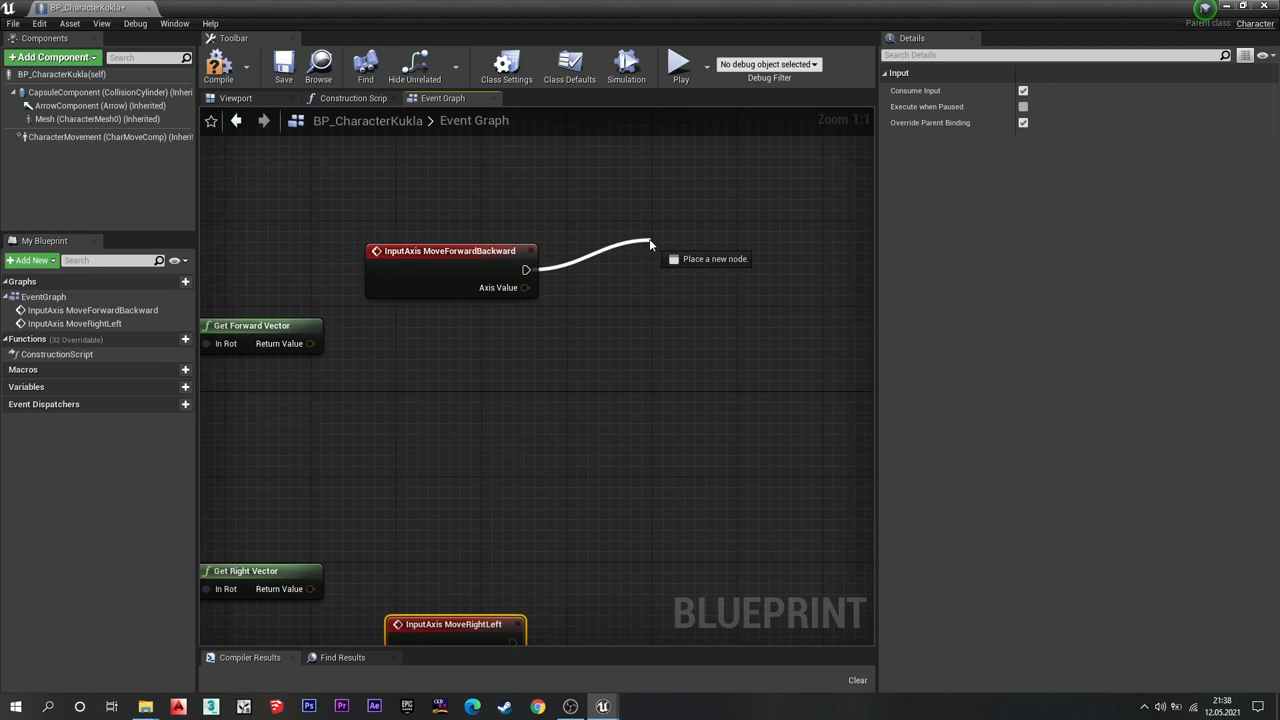 BP_CharacterKukla*
File Edit Asset View Debug Window Help
Parent class: Character
Components
Toolbar
Details
+Add Component
Search
Compile
Save
Browse
Find
Hide Unrelated
Class Settings
Class Defaults
Simulation
Play
No debug object selected
Debug Filter
Search Details
BP_CharacterKukla(self)
Input
CapsuleComponent (CollisionCylinder) (Inheri
Consume Input
ArrowComponent (Arrow) (Inherited)
Viewport
Construction Scrip
Event Graph
Execute when Paused
Mesh (CharacterMesh0) (Inherited)
BP_CharacterKukla > Event Graph
Zoom 1:1
Override Parent Binding
CharacterMovement (CharMoveComp) (Inherit
My Blueprint
+Add New
Search
InputAxis MoveForwardBackward
Axis Value
Place a new node.
Graphs
EventGraph
InputAxis MoveForwardBackward
InputAxis MoveRightLeft
Functions (32 Overridable)
ConstructionScript
Macros
Variables
Event Dispatchers
Get Forward Vector
In Rot
Return Value
Get Right Vector
In Rot
Return Value
InputAxis MoveRightLeft
BLUEPRINT
Compiler Results
Find Results
Clear
Ps
Pr
Ae
EPIC
21:38
12.05.2021